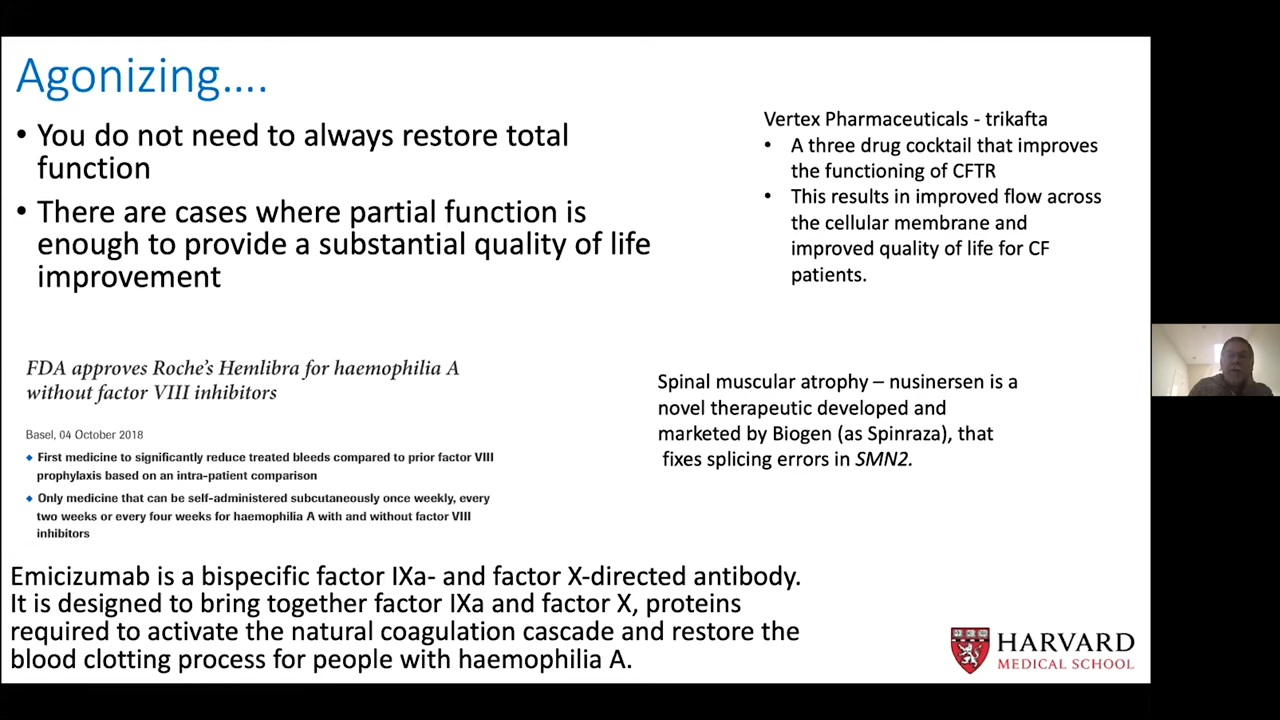 Agonizing....
• You do not need to always restore total
function
• There are cases where partial function is
enough to provide a substantial quality of life
improvement
Vertex Pharmaceuticals - trikafta
• A three drug cocktail that improves
the functioning of CFTR
• This results in improved flow across
the cellular membrane and
improved quality of life for CF
patients.
FDA approves Roche's Hemlibra for haemophilia A
without factor VIII inhibitors
Basel, 04 October 2018
◆ First medicine to significantly reduce treated bleeds compared to prior factor VIII
prophylaxis based on an intra-patient comparison
◆ Only medicine that can be self-administered subcutaneously once weekly, every
two weeks or every four weeks for haemophilia A with and without factor VIII
inhibitors
Spinal muscular atrophy – nusinersen is a
novel therapeutic developed and
marketed by Biogen (as Spinraza), that
fixes splicing errors in SMN2.
Emicizumab is a bispecific factor IXa- and factor X-directed antibody.
It is designed to bring together factor IXa and factor X, proteins
required to activate the natural coagulation cascade and restore the
blood clotting process for people with haemophilia A.
HARVARD
MEDICAL SCHOOL